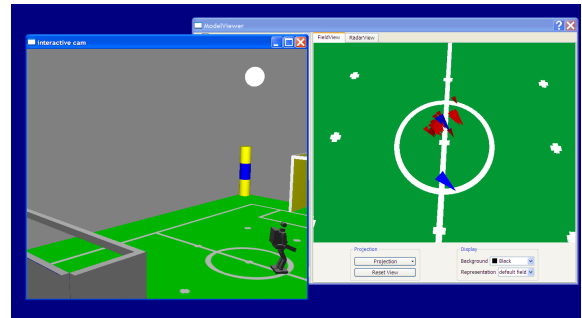 ModelViewer
Interactive cam
FieldView RadarView
Projection
Display
Projection
Background Black
Reset View
Representation default field